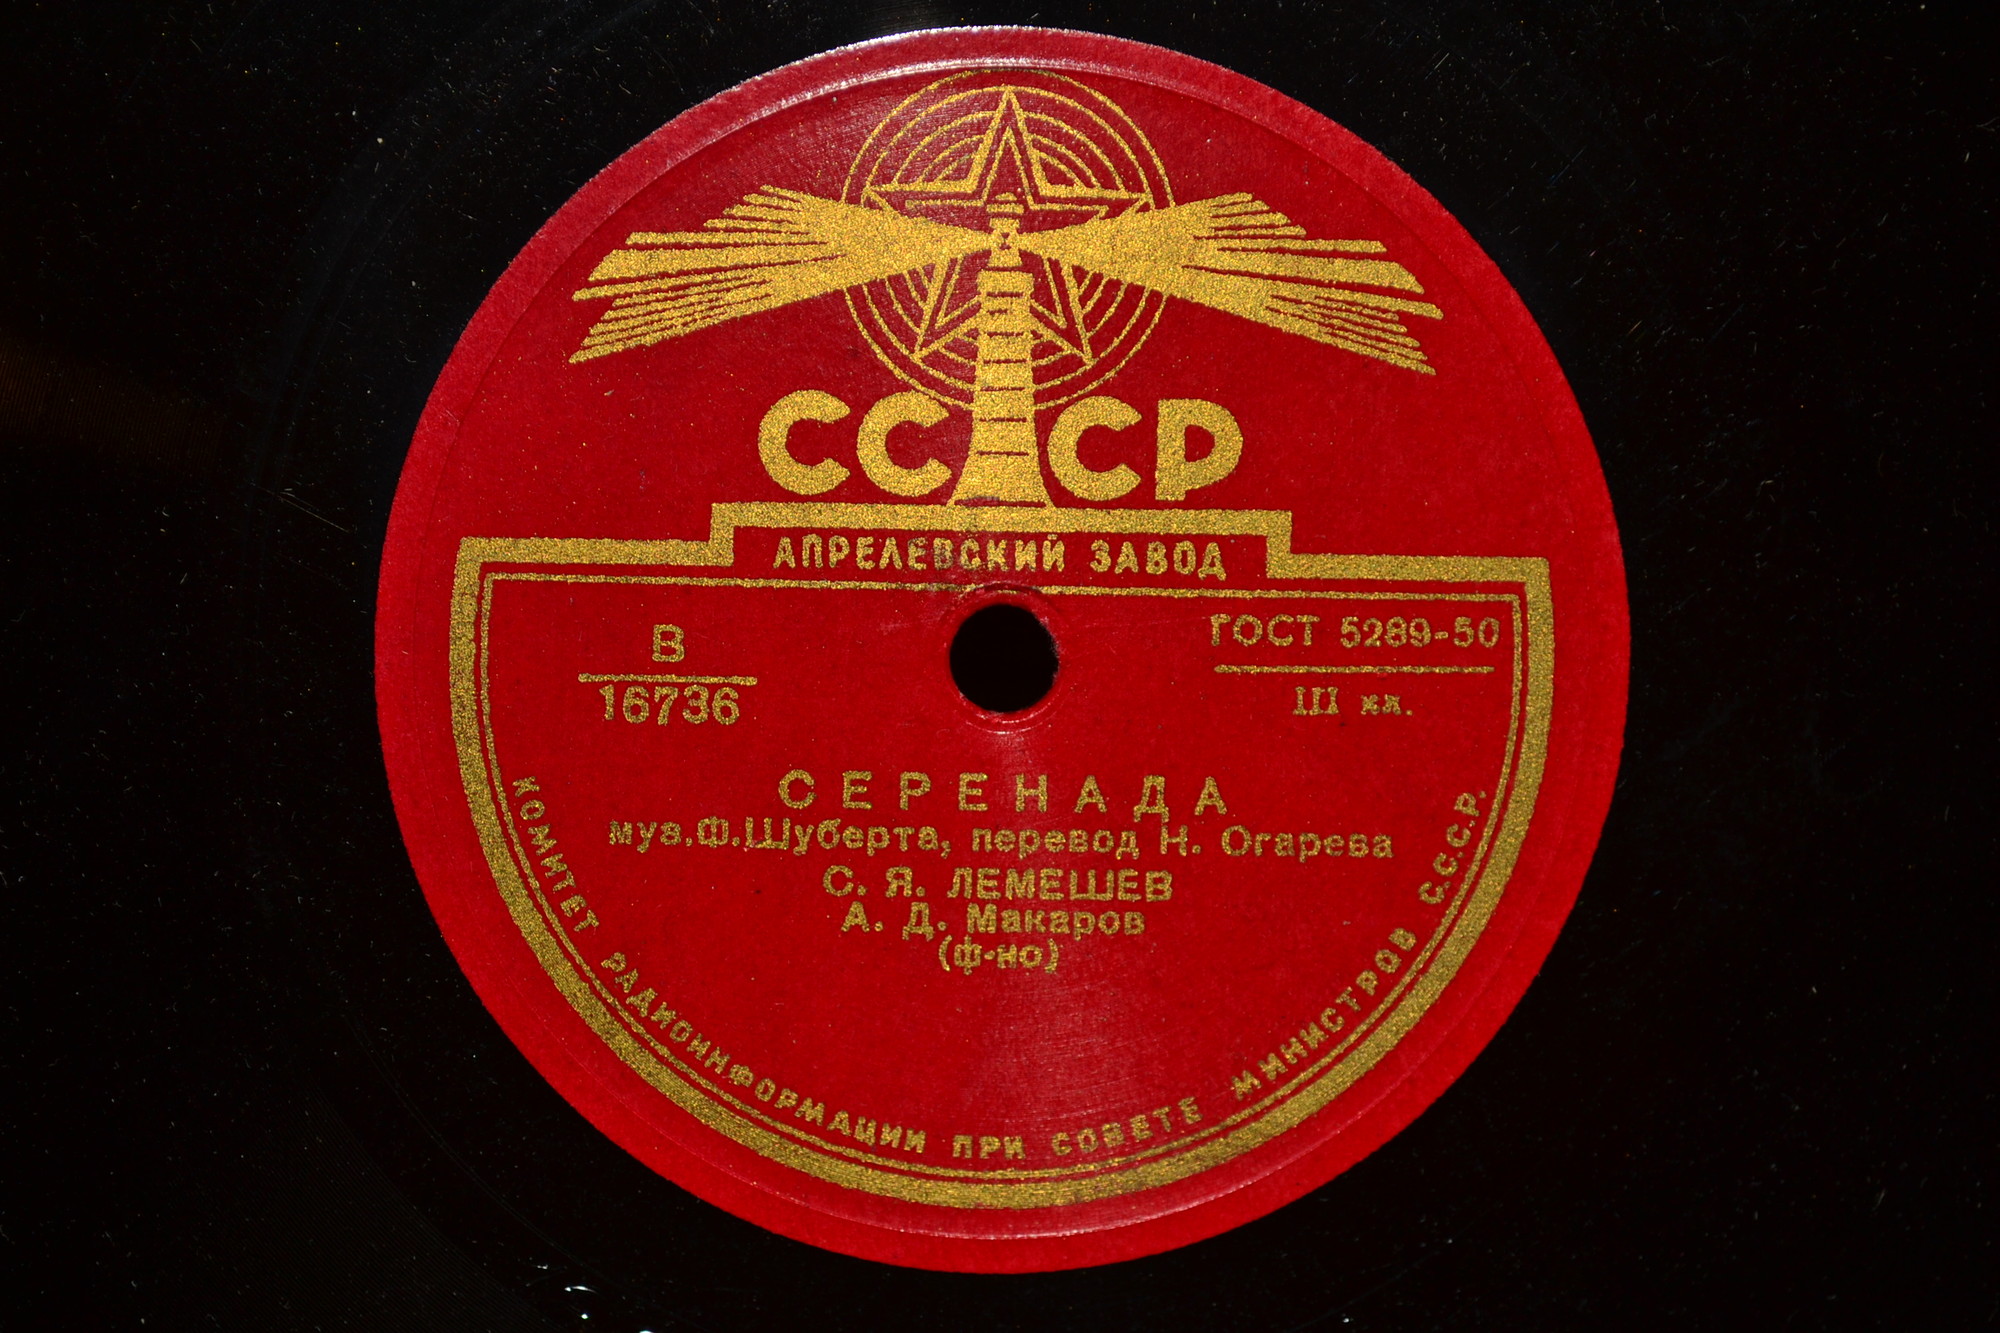 СССР
АПРЕЛЕВСКИЙ ЗАВОД
В
16736
ГОСТ 5289-50
III кл.
СЕРЕНАДА
муз.Ф.Шуберта, перевод Н. Огарева
С. Я. ЛЕМЕШЕВ
А. Д. Макаров
(ф-но)
КОМИТЕТ РАДИОИНФОРМАЦИИ ПРИ СОВЕТЕ МИНИСТРОВ С.С.С.Р.